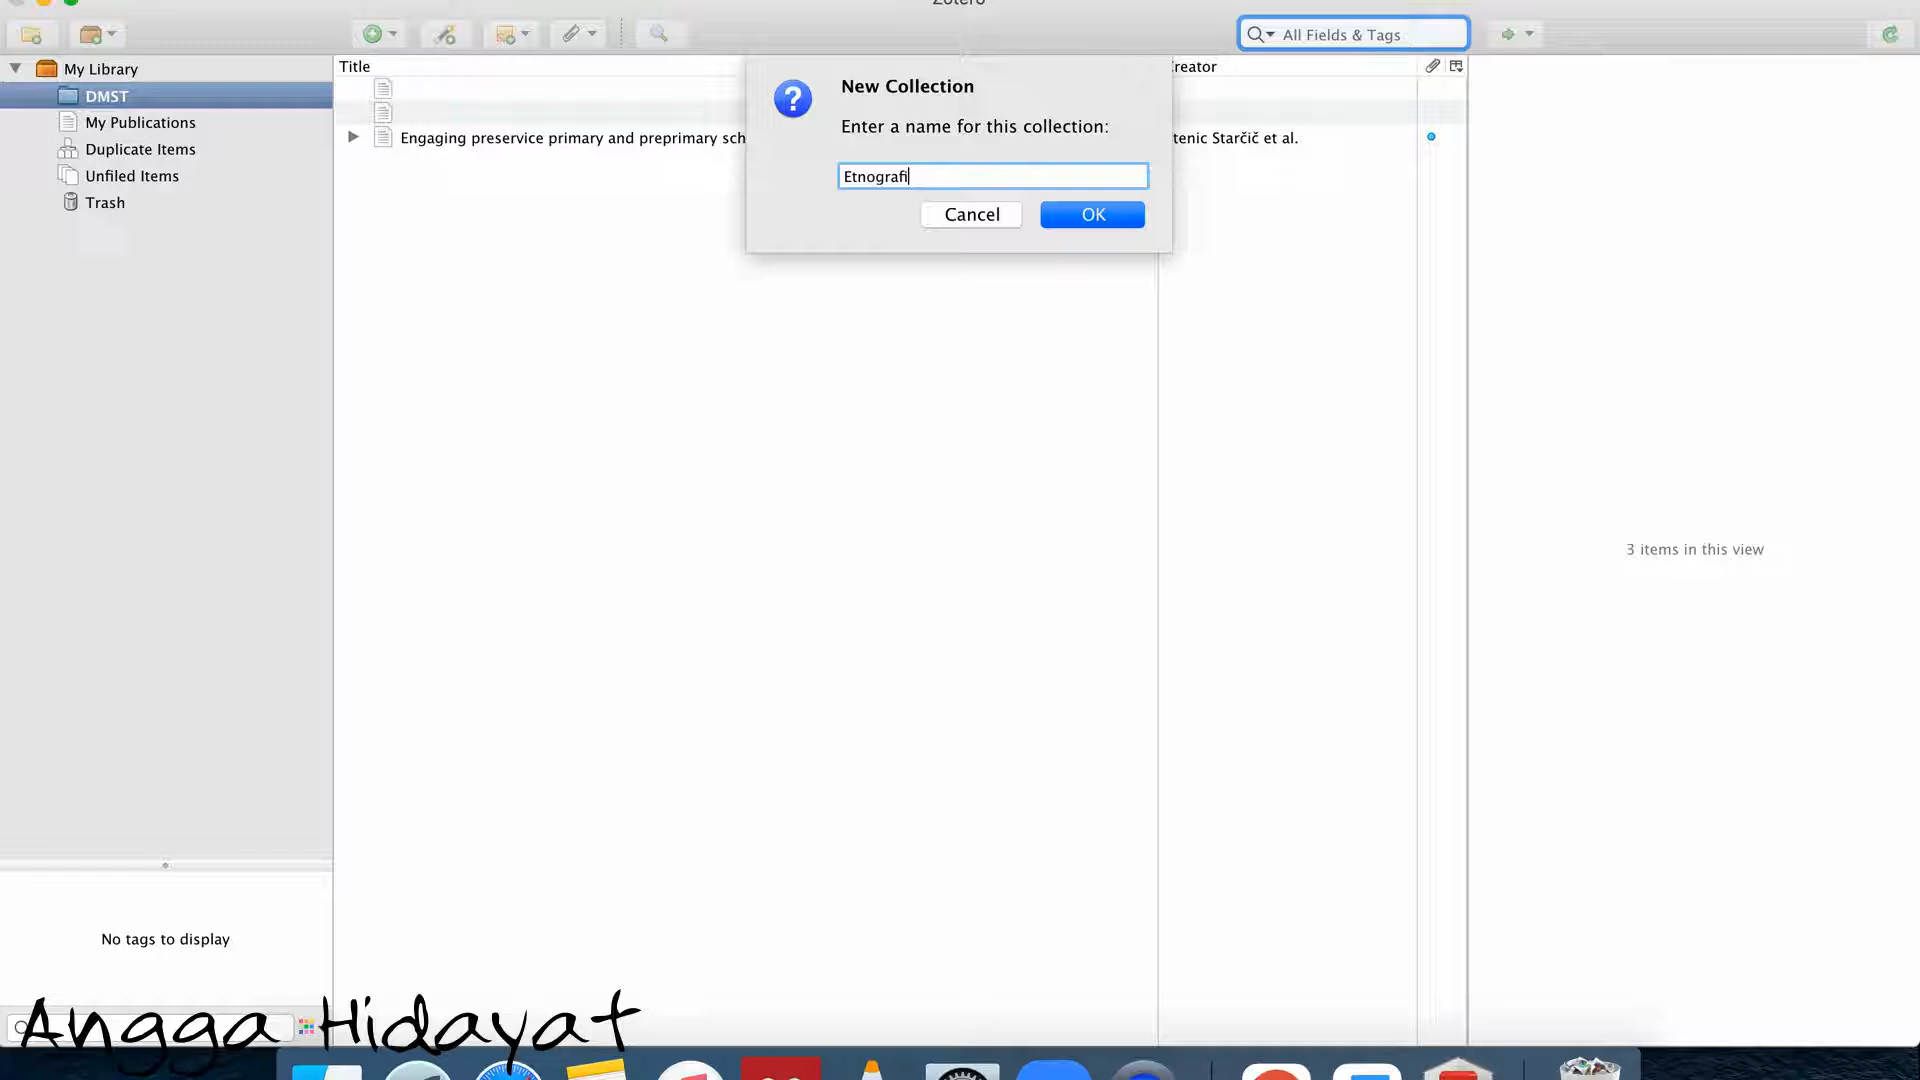 Zotero
All Fields & Tags
My Library
DMST
My Publications
Duplicate Items
Unfiled Items
Trash
Title
Creator
Engaging preservice primary and preprimary sch
tenic Starčič et al.
New Collection
Enter a name for this collection:
Etnografi
Cancel
OK
3 items in this view
No tags to display
Angga Hidayat